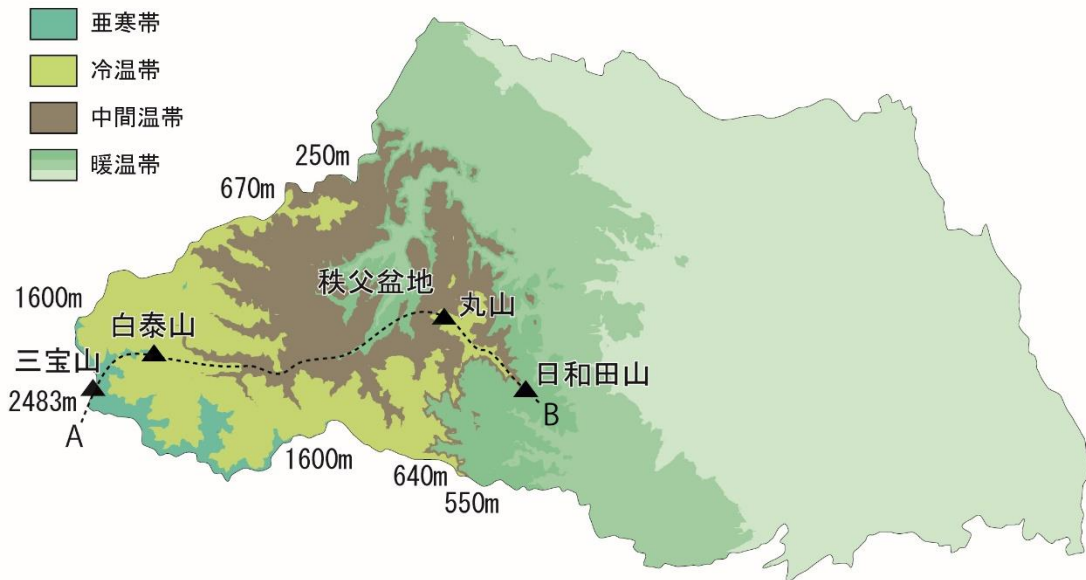 亜寒帯
冷温帯
中間温帯
暖温帯
250m
670m
秩父盆地
丸山
1600m
白泰山
三宝山
2483m
日和田山
A
B
1600m
640m
550m